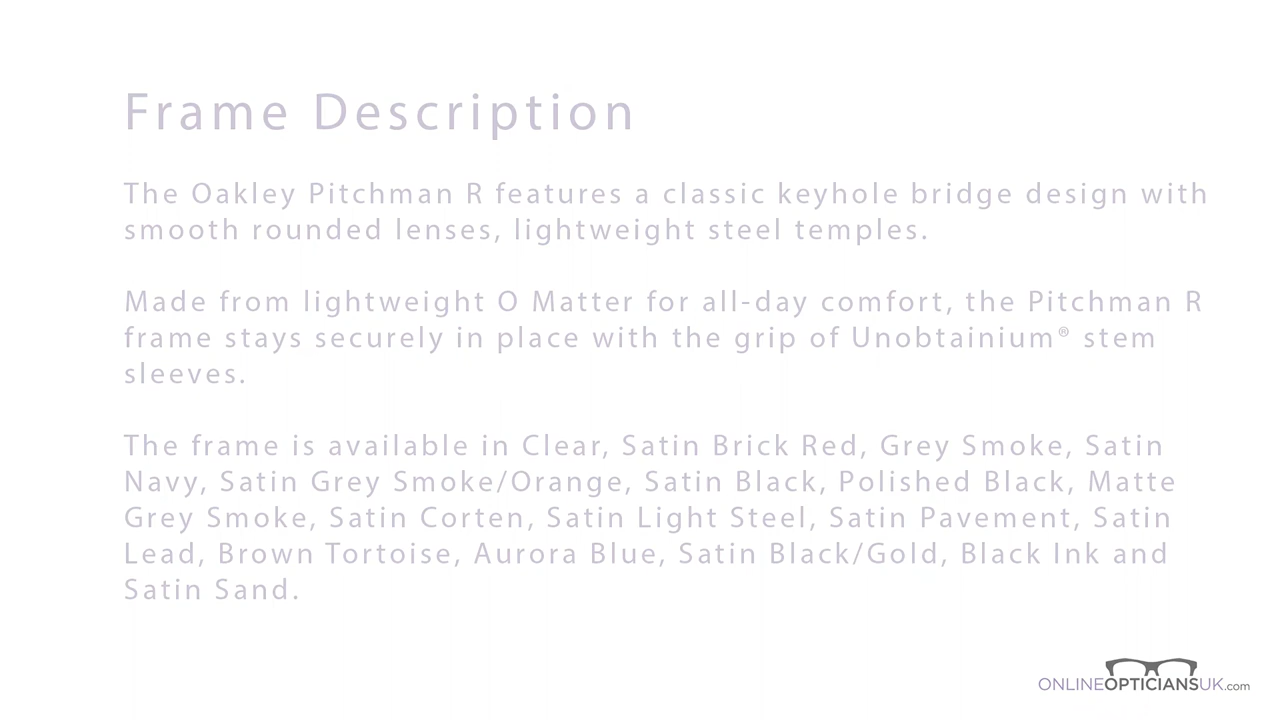 Frame Description
The Oakley Pitchman R features a classic keyhole bridge design with
smooth rounded lenses, lightweight steel temples.
Made from lightweight O Matter for all-day comfort, the Pitchman R
frame stays securely in place with the grip of Unobtainium® stem
sleeves.
The frame is available in Clear, Satin Brick Red, Grey Smoke, Satin
Navy, Satin Grey Smoke/Orange, Satin Black, Polished Black, Matte
Grey Smoke, Satin Corten, Satin Light Steel, Satin Pavement, Satin
Lead, Brown Tortoise, Aurora Blue, Satin Black/Gold, Black Ink and
Satin Sand.
ONLINEOPTICIANSUK.com